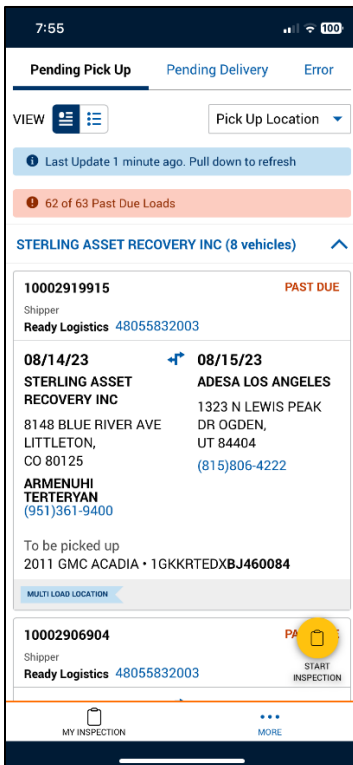 7:55
100
Pending Pick Up Pending Delivery Error
VIEW Pick Up Location
Last Update 1 minute ago. Pull down to refresh
62 of 63 Past Due Loads
STERLING ASSET RECOVERY INC (8 vehicles)
10002919915 PAST DUE
Shipper
Ready Logistics 48055832003
08/14/23 08/15/23
STERLING ASSET
RECOVERY INC
8148 BLUE RIVER AVE
LITTLETON,
CO 80125
ARMENUHI
TERTERYAN
(951)361-9400
ADESA LOS ANGELES
1323 N LEWIS PEAK
DR OGDEN,
UT 84404
(815)806-4222
To be picked up
2011 GMC ACADIA • 1GKKRTEDXBJ460084
MULTI LOAD LOCATION
10002906904
Shipper
Ready Logistics 48055832003
START
INSPECTION
MY INSPECTION MORE